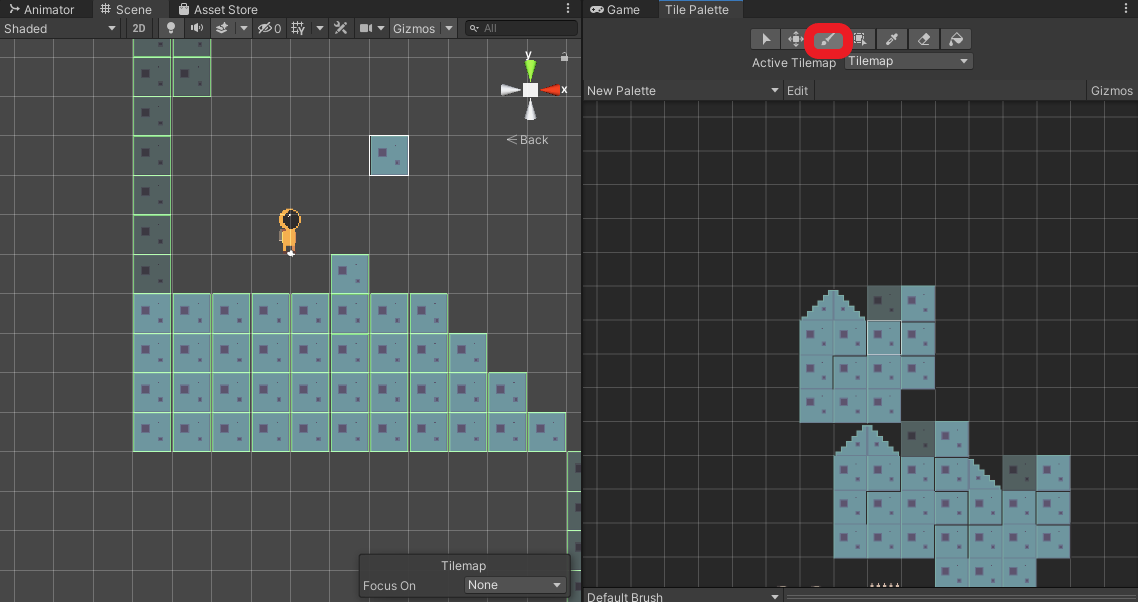 Animator Scene Asset Store
Shaded 2D 0 Gizmos All
y
x
Back
Tilemap
Focus On None
Game Tile Palette
Active Tilemap Tilemap
New Palette Edit Gizmos
Default Brush